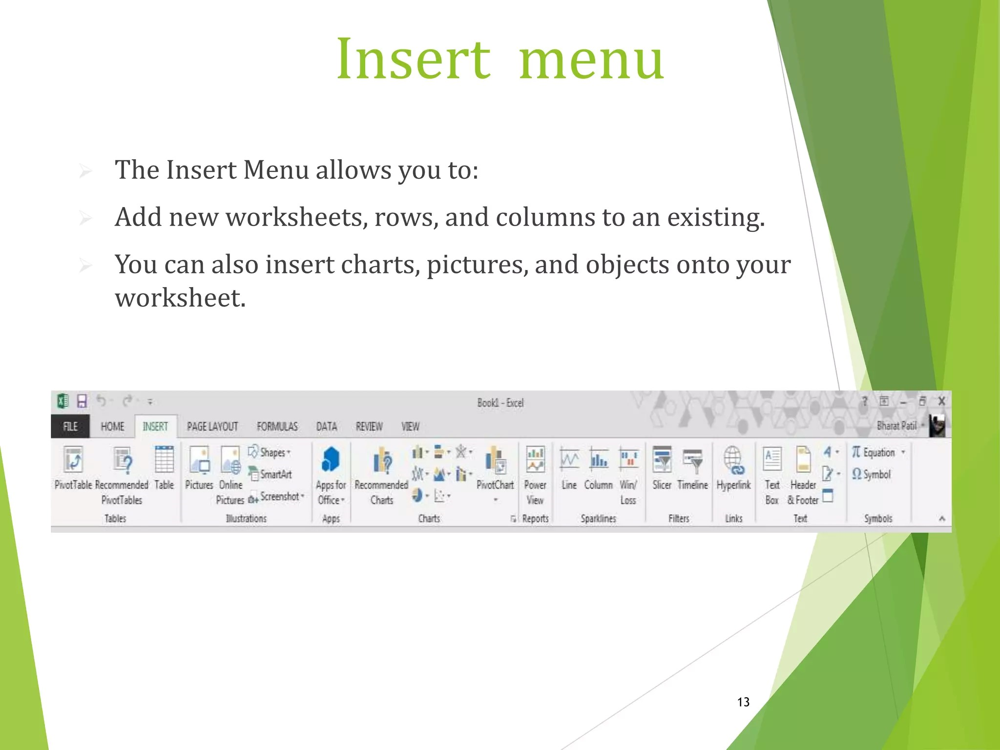 Insert menu
The Insert Menu allows you to:
Add new worksheets, rows, and columns to an existing.
You can also insert charts, pictures, and objects onto your
worksheet.
Book1 - Excel
FILE HOME INSERT PAGE LAYOUT FORMULAS DATA REVIEW VIEW Bharat Patil
PivotTable Recommended PivotTables Table
Tables
Pictures Online Pictures Shapes SmartArt Screenshot
Illustrations
Apps for Office
Apps
Recommended Charts PivotChart
Charts
Power View
Reports
Line Column Win/ Loss
Sparklines
Slicer Timeline
Filters
Hyperlink
Links
Text Box Header & Footer
Text
π Equation
Ω Symbol
Symbols
13